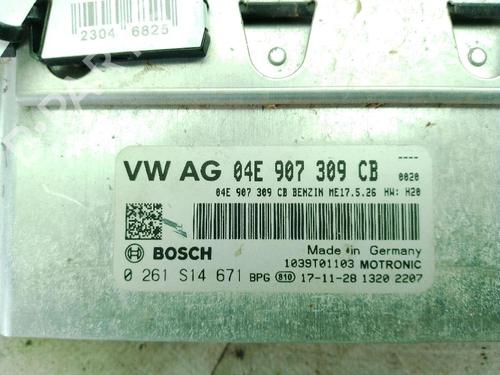 2304 6825
VW AG 04E 907 309 CB
----
0020
04E 907 309 CB BENZIN ME17.5.26 HW: H20
BOSCH
Made in Germany
1039T01103 MOTRONIC
0 261 S14 671 BPG 810 17-11-28 1320 2207